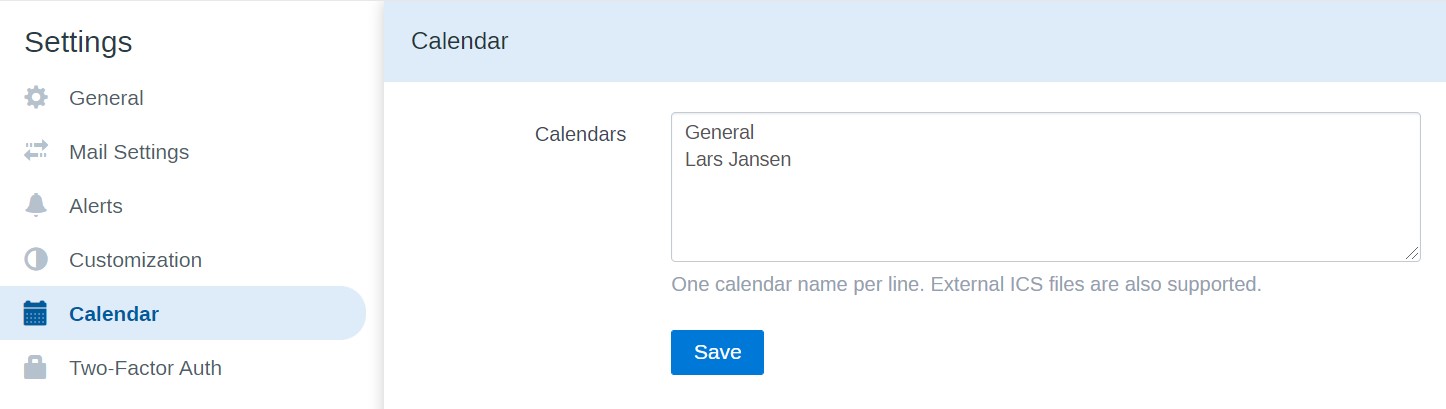 Settings
General
Mail Settings
Alerts
Customization
Calendar
Two-Factor Auth
Calendar
Calendars
General
Lars Jansen
One calendar name per line. External ICS files are also supported.
Save